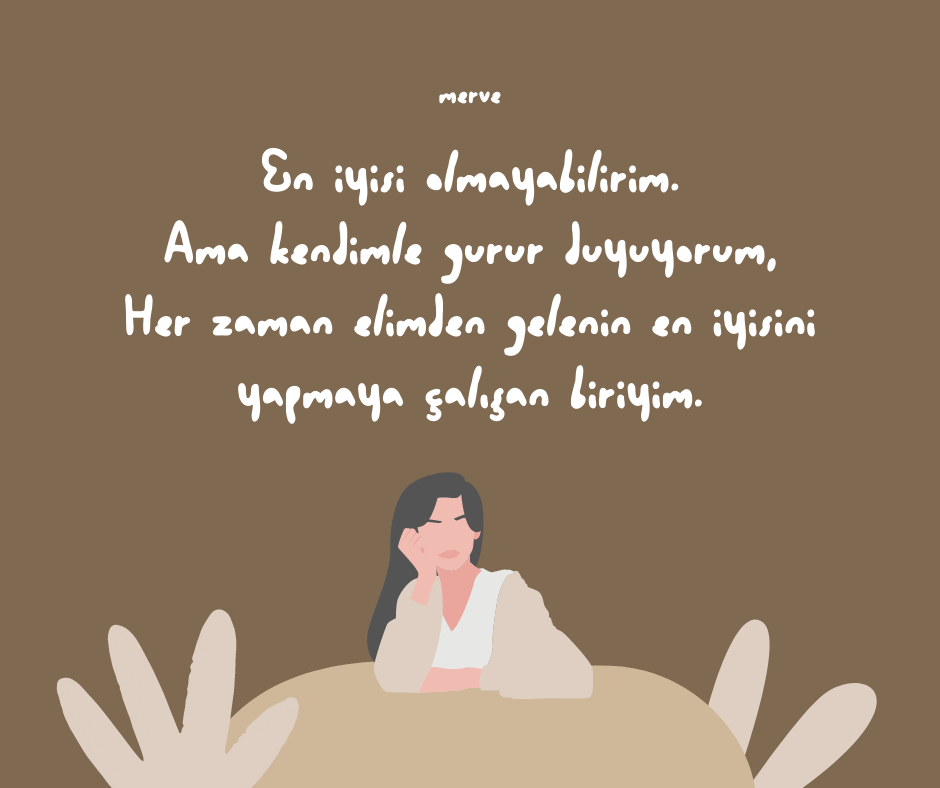 merve
En iyisi olmayabilirim.
Ama kendimle gurur duyuyorum,
Her zaman elimden gelenin en iyisini
yapmaya çalışan biriyim.